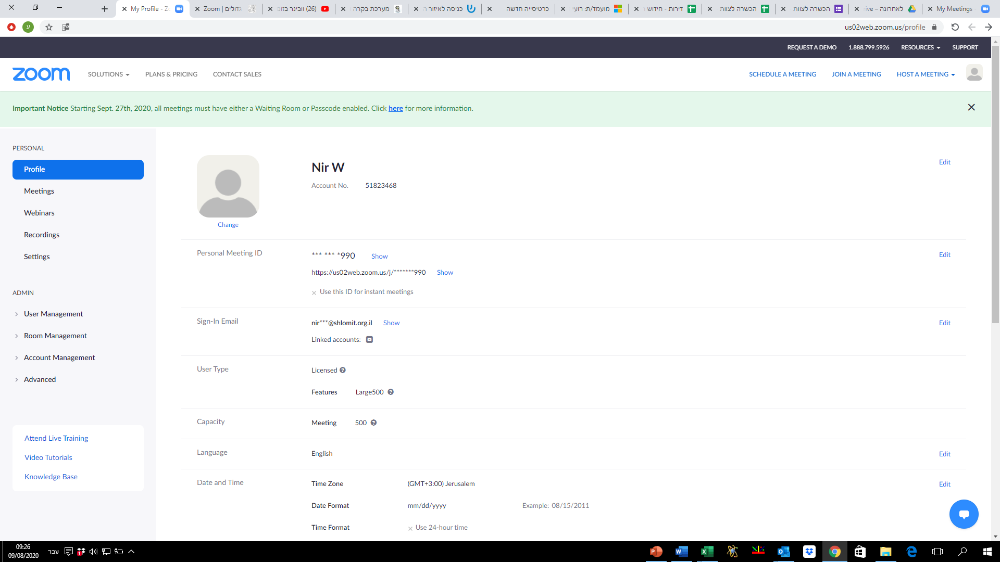 My Profile - Zo
Zoom | גדולים
(26) וובינר בזום
מערכת בקרה
כניסה לאיזור
כרטיסייה חדשה
מועמד/ת: רועי
דירות - חידוש
הכשרה לצוות
הכשרה לצוות
לאחרונה – rive
My Meetings -
ע
us02web.zoom.us/profile
REQUEST A DEMO 1.888.799.5926 RESOURCES SUPPORT
zoom SOLUTIONS PLANS & PRICING CONTACT SALES SCHEDULE A MEETING JOIN A MEETING HOST A MEETING
Important Notice Starting Sept. 27th, 2020, all meetings must have either a Waiting Room or Passcode enabled. Click here for more information.
PERSONAL
Profile
Meetings
Webinars
Recordings
Settings
ADMIN
User Management
Room Management
Account Management
Advanced
Attend Live Training
Video Tutorials
Knowledge Base
Nir W Edit
Account No. 51823468
Change
Personal Meeting ID *** *** *990 Show Edit
https://us02web.zoom.us/j/*******990 Show
Use this ID for instant meetings
Sign-In Email nir***@shlomit.org.il Show Edit
Linked accounts:
User Type Licensed
Features Large500
Capacity Meeting 500
Language English Edit
Date and Time Time Zone (GMT+3:00) Jerusalem Edit
Date Format mm/dd/yyyy Example: 08/15/2011
Time Format Use 24-hour time
09:26
09/08/2020
עבר